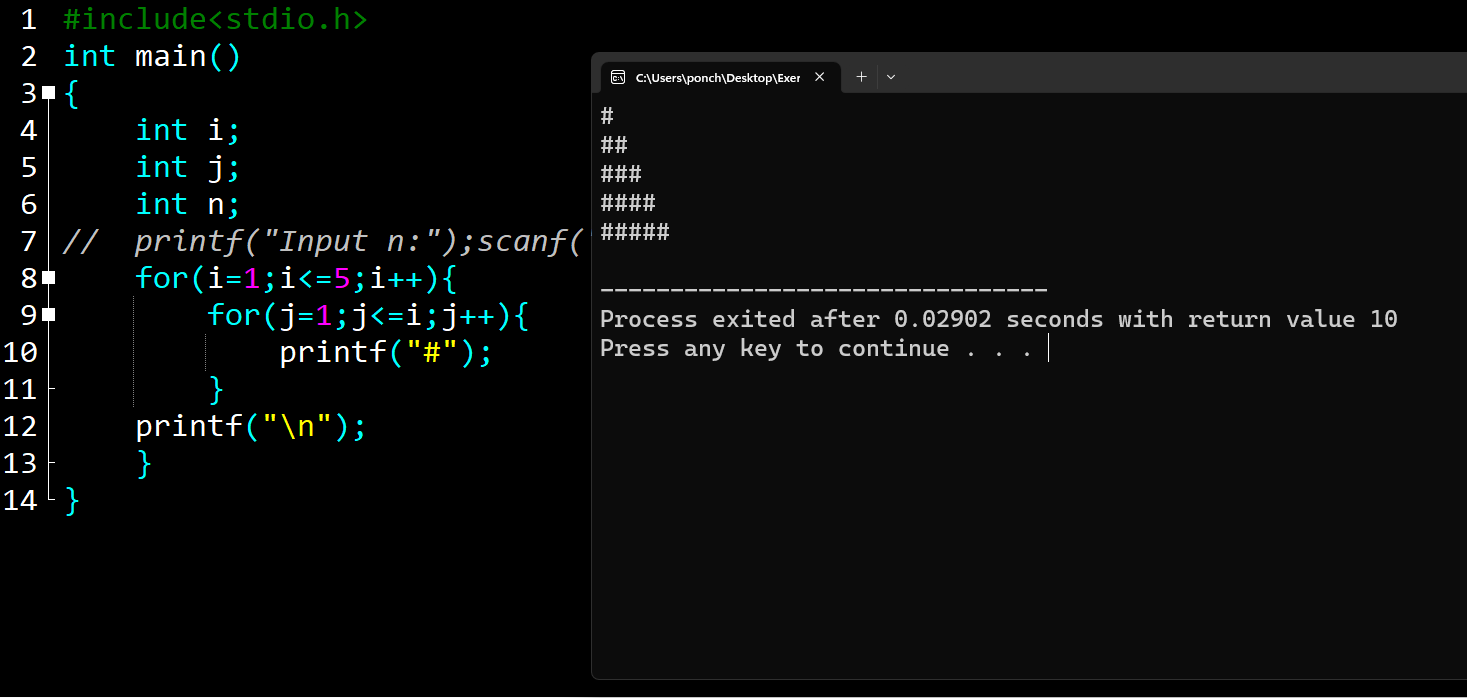 1 #include<stdio.h>
2 int main()
3 {
4 int i;
5 int j;
6 int n;
7 // printf("Input n:");scanf(
8 for(i=1;i<=5;i++){
9 for(j=1;j<=i;j++){
10 printf("#");
11 }
12 printf("\n");
13 }
14 }
C:\Users\ponch\Desktop\Exer
#
##
###
####
#####
--------------------------------
Process exited after 0.02902 seconds with return value 10
Press any key to continue . . .